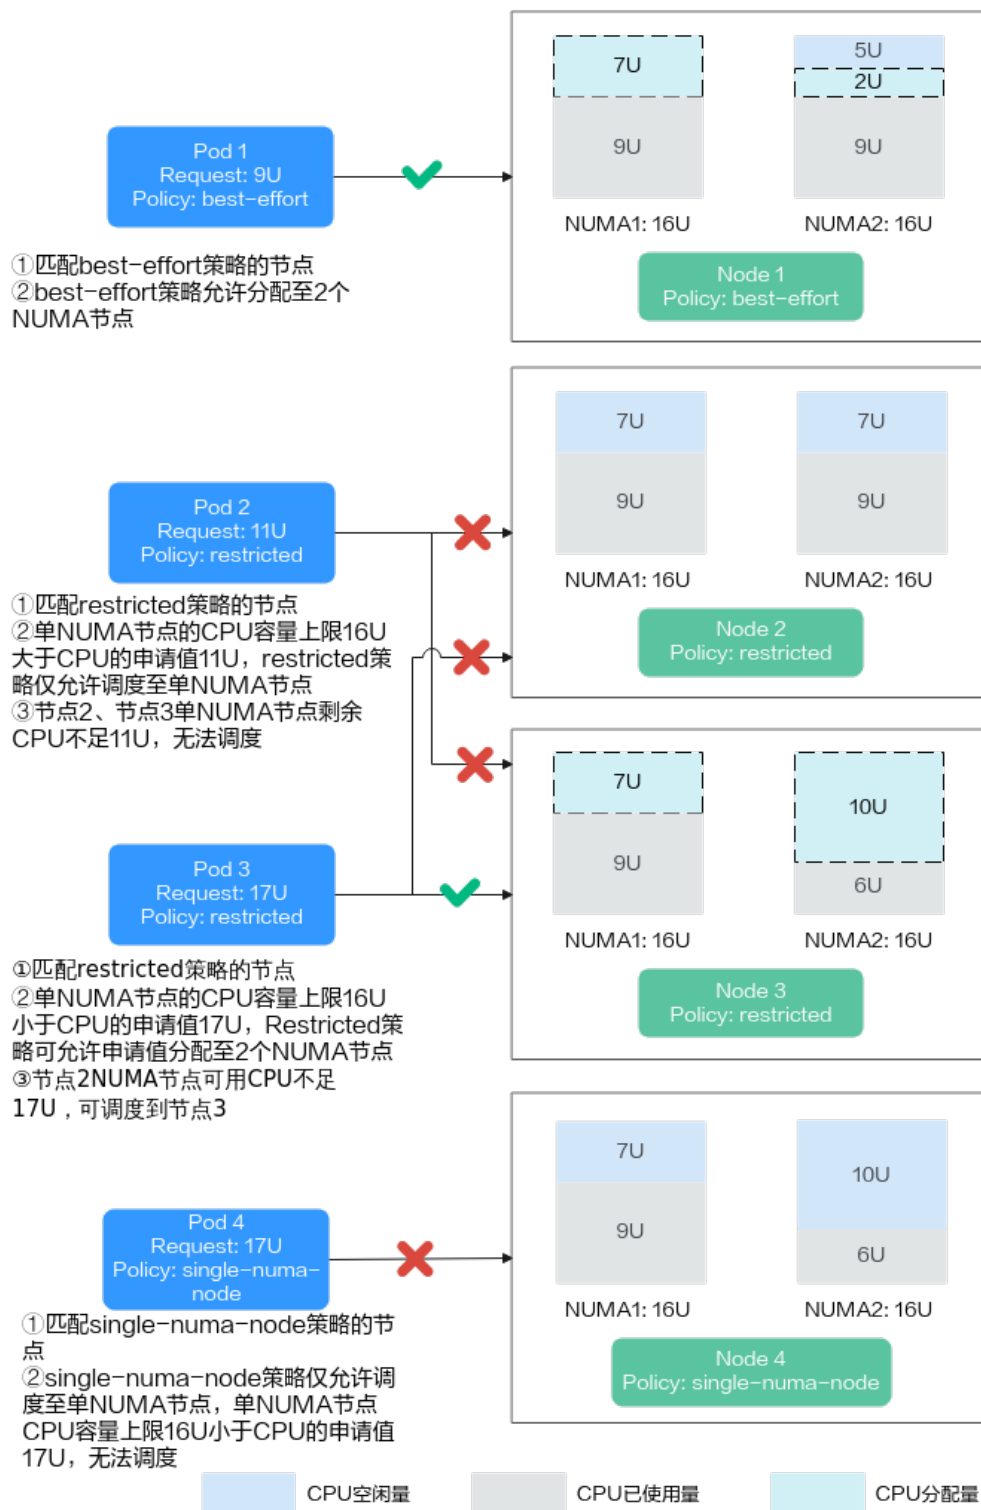 7U
5U
2U
9U
9U
Pod 1
Request: 9U
Policy: best-effort
NUMA1: 16U
NUMA2: 16U
①匹配best-effort策略的节点
②best-effort策略允许分配至2个
NUMA节点
Node 1
Policy: best-effort
7U
7U
9U
9U
Pod 2
Request: 11U
Policy: restricted
NUMA1: 16U
NUMA2: 16U
①匹配restricted策略的节点
②单NUMA节点的CPU容量上限16U
大于CPU的申请值11U，restricted策
略仅允许调度至单NUMA节点
③节点2、节点3单NUMA节点剩余
CPU不足11U，无法调度
Node 2
Policy: restricted
7U
10U
9U
6U
Pod 3
Request: 17U
Policy: restricted
NUMA1: 16U
NUMA2: 16U
①匹配restricted策略的节点
②单NUMA节点的CPU容量上限16U
小于CPU的申请值17U，Restricted策
略可允许申请值分配至2个NUMA节点
③节点2NUMA节点可用CPU不足
17U，可调度到节点3
Node 3
Policy: restricted
7U
10U
9U
6U
Pod 4
Request: 17U
Policy: single-numa-
node
NUMA1: 16U
NUMA2: 16U
①匹配single-numa-node策略的节
点
②single-numa-node策略仅允许调
度至单NUMA节点，单NUMA节点
CPU容量上限16U小于CPU的申请值
17U，无法调度
Node 4
Policy: single-numa-node
CPU空闲量
CPU已使用量
CPU分配量